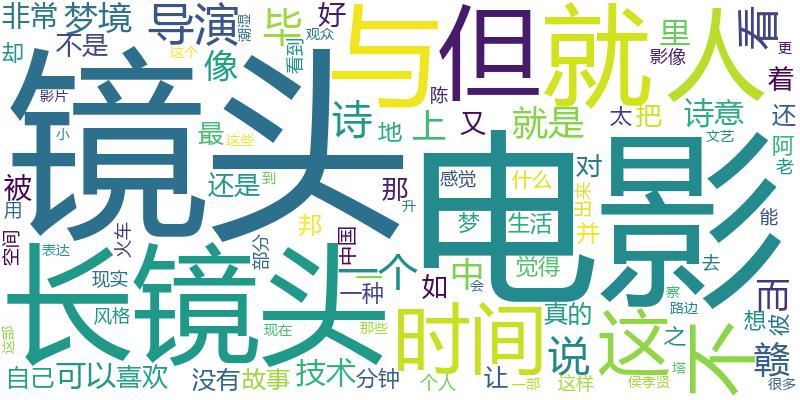 非常
梦境
导演
毕
好
与
但
就
人
看
却
不是
潮湿
像
看到
观众
这个
里
影像
更
着
镜头
影片
小
最
这些
诗
地
陈
上
又
就是
太
把
诗意
文艺
还
阿
老
被
用
还是
到
那
升
邦
电影
感觉
什么
出来
对
并
梦
生活
能
空间
表达
火车
部分
中国
长镜头
一个
一种
中
会
如
觉得
去
而
现实
风格
现在
那些
时间
真的
说
这
察
路边
之
不
想
彼
这部
自己
可以
喜欢
没有
故事
技术
分钟
个人
让
一部
这样
侯孝贤
塔
赣
很多